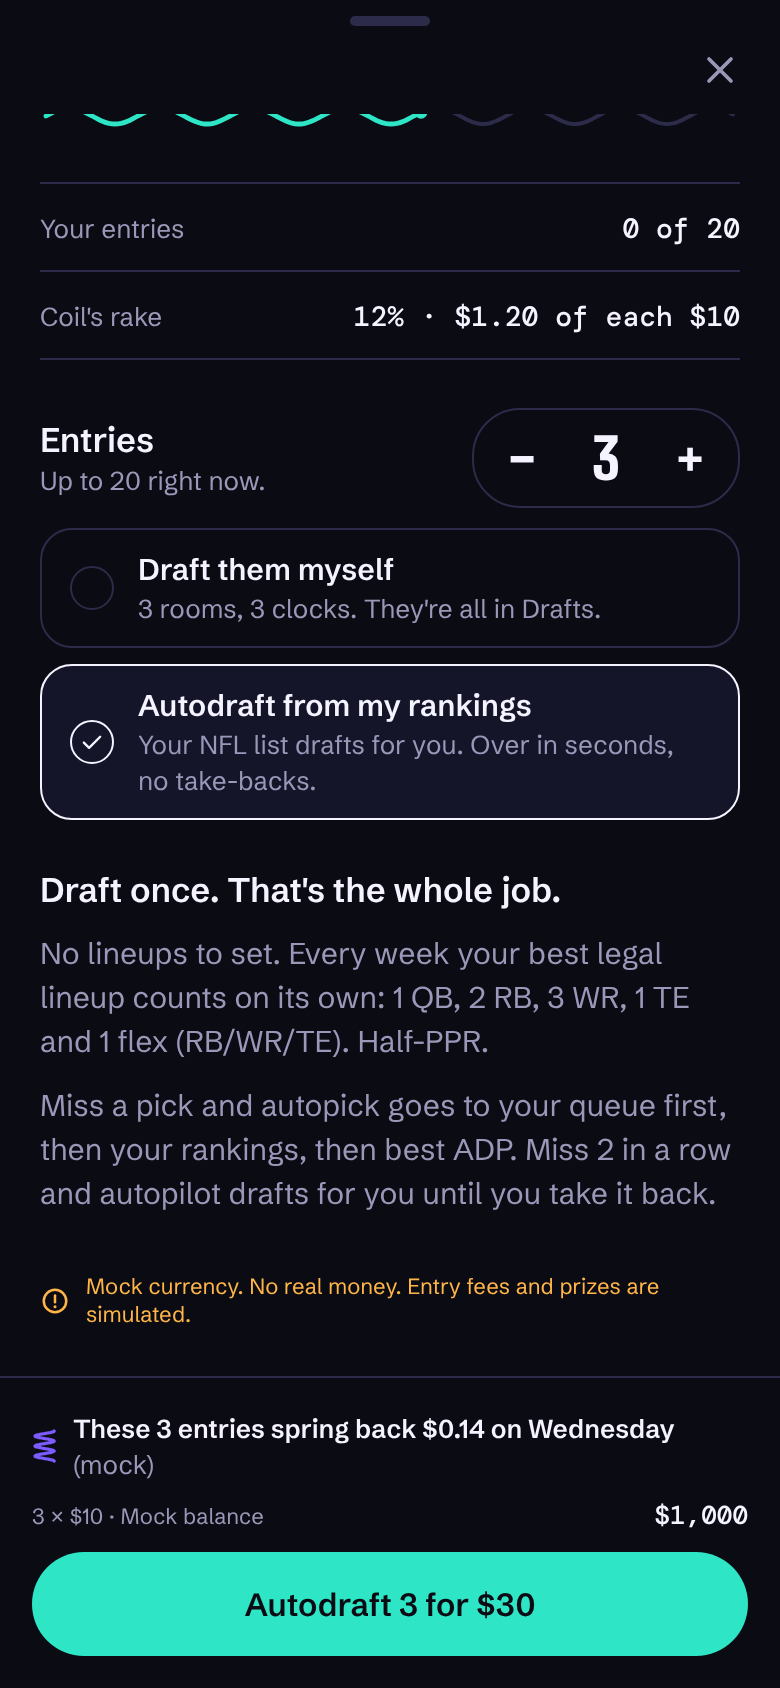 Your entries 0 of 20
Coil's rake 12% · $1.20 of each $10
Entries
Up to 20 right now.
− 3 +
Draft them myself
3 rooms, 3 clocks. They're all in Drafts.
Autodraft from my rankings
Your NFL list drafts for you. Over in seconds,
no take-backs.
Draft once. That's the whole job.
No lineups to set. Every week your best legal
lineup counts on its own: 1 QB, 2 RB, 3 WR, 1 TE
and 1 flex (RB/WR/TE). Half-PPR.
Miss a pick and autopick goes to your queue first,
then your rankings, then best ADP. Miss 2 in a row
and autopilot drafts for you until you take it back.
Mock currency. No real money. Entry fees and prizes are
simulated.
These 3 entries spring back $0.14 on Wednesday
(mock)
3 × $10 · Mock balance $1,000
Autodraft 3 for $30